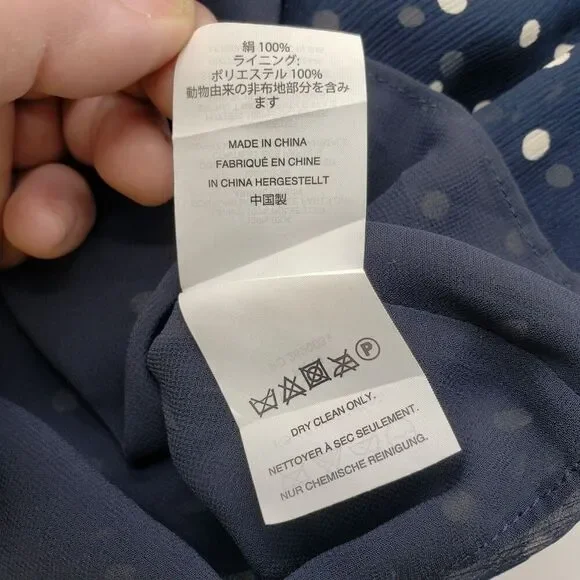 絹 100%
ライニング:
ポリエステル 100%
動物由来の非布地部分を含み
ます
MADE IN CHINA
FABRIQUÉ EN CHINE
IN CHINA HERGESTELLT
中国製
P
DRY CLEAN ONLY.
NETTOYER À SEC SEULEMENT.
NUR CHEMISCHE REINIGUNG.